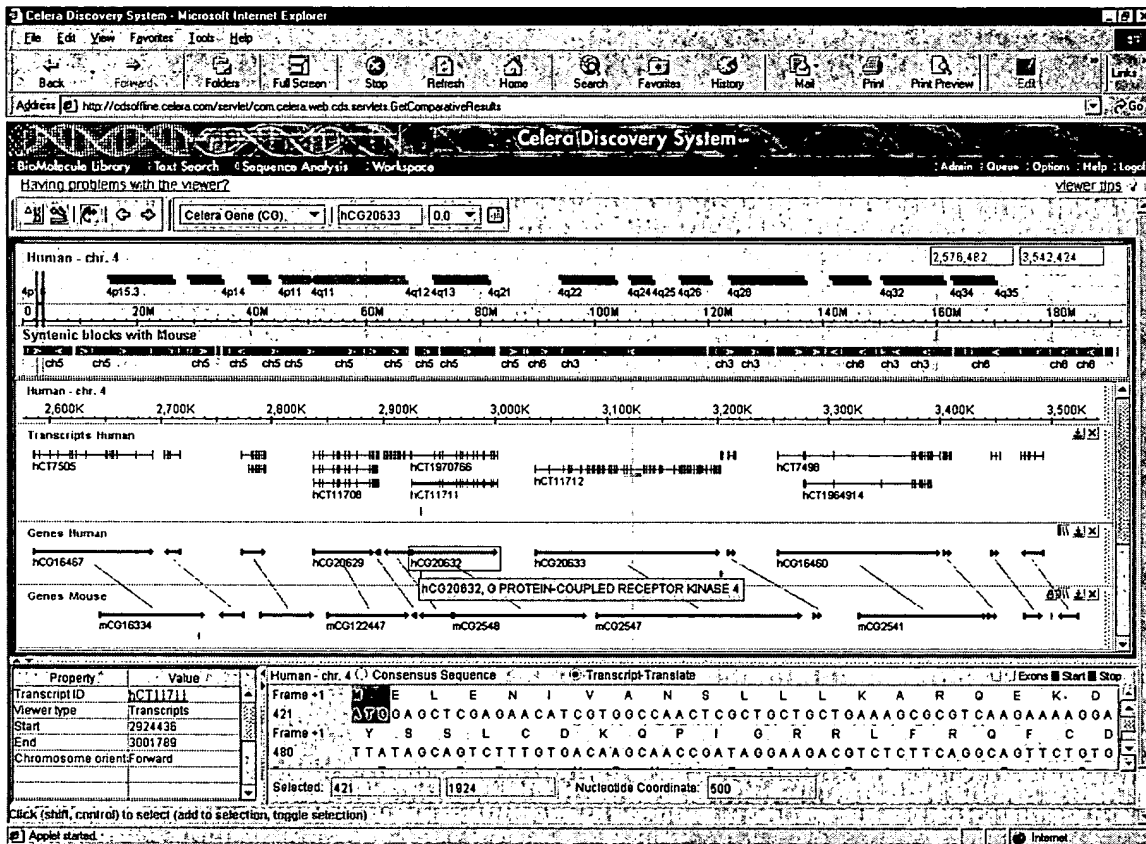 Celera Discovery System - Microsoft Internet Explorer
File Edit View Favorites Tools Help
Back Forward Folders Full Screen Stop Refresh Home Search Favorites History Mail Print Print Preview Edit Links
Address http://cdsoffline.celera.com/servlet/com.celera.web.cds.servlets.GetComparativeResults Go
Celera Discovery System
BioMolecule Library Text Search Sequence Analysis Workspace Admin Queue Options Help Logoff
Having problems with the viewer? viewer tips
Celera Gene (CG) hCG20633 0.0
Human - chr. 4 2,576,482 3,542,424
4p15.3 4p14 4p11 4q11 4q12 4q13 4q21 4q22 4q24 4q25 4q26 4q28 4q32 4q34 4q35
0 20M 40M 60M 80M 100M 120M 140M 160M 180M
Syntenic blocks with Mouse
ch5 ch5 ch5 ch5 ch5 ch5 ch5 ch5 ch5 ch6 ch3 ch3 ch3 ch8 ch3 ch3 ch8 ch8 ch8
Human - chr. 4
2,600K 2,700K 2,800K 2,900K 3,000K 3,100K 3,200K 3,300K 3,400K 3,500K
Transcripts Human
hCT7505 hCT1970766 hCT11712 hCT7498
hCT11708 hCT11711 hCT1964914
Genes Human
hCG16467 hCG20629 hCG20632 hCG20633 hCG16460
hCG20632, G PROTEIN-COUPLED RECEPTOR KINASE 4
Genes Mouse
mCG16334 mCG122447 mCG2548 mCG2547 mCG2541
Property Value
Transcript ID hCT11711
Viewer type Transcripts
Start 2924436
End 3001789
Chromosome orient: Forward
Human - chr. 4 Consensus Sequence Transcript-Translate Exons Start Stop
Frame +1 M E L E N I V A N S L L L K A R Q E K D
421 ATGGAGCTCGAGAACATCGTGGCCAACTCGCTGCTGCTGAAAGCGCGTCAAGAAAAGGA
Frame +1 Y S S L C D K Q P I G R R L F R Q F C D
480 TTATAGCAGTCTTTGTGACAAGCAACCGATAGGAAGACGTCTCTTCAGGCAGTTCTGTG
Selected: 421 1924 Nucleotide Coordinate: 500
Click (shift, control) to select (add to selection, toggle selection)
Applet started. Internet